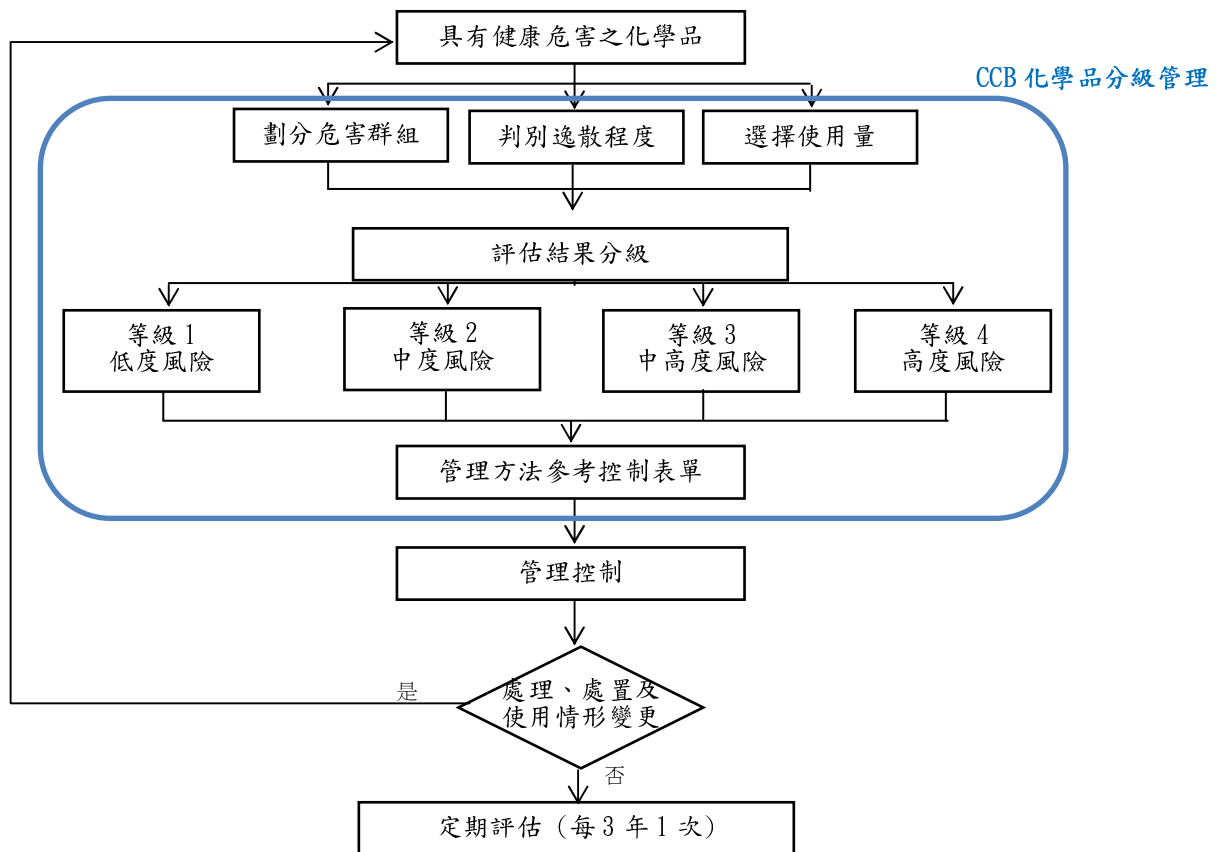 具有健康危害之化學品
CCB 化學品分級管理
劃分危害群組
判別逸散程度
選擇使用量
評估結果分級
等級 1
低度風險
等級 2
中度風險
等級 3
中高度風險
等級 4
高度風險
管理方法參考控制表單
管理控制
處理、處置及
使用情形變更
是
否
定期評估（每 3 年 1 次）